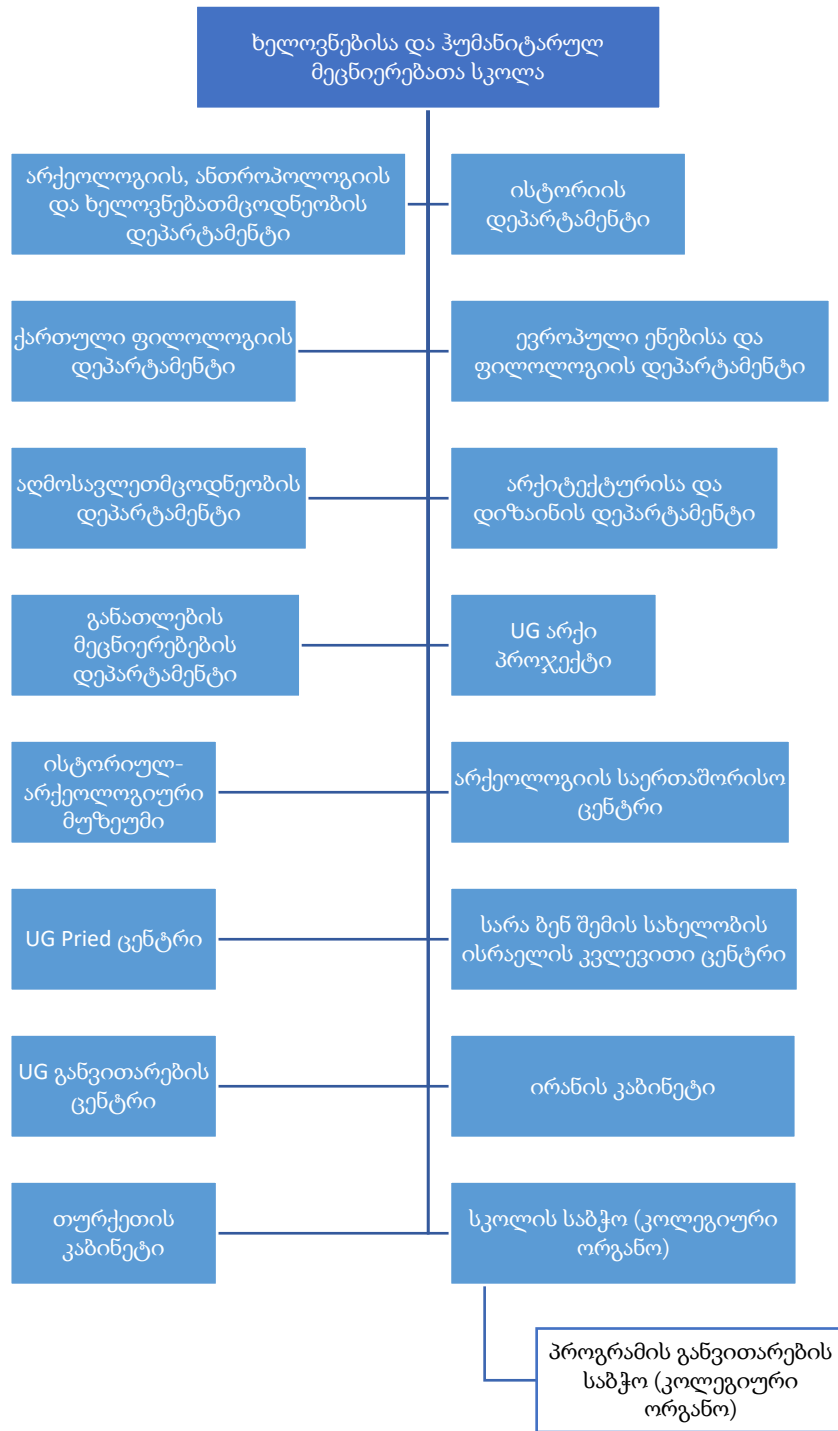 ხელოვნებისა და ჰუმანიტარულ
მეცნიერებათა სკოლა
არქეოლოგიის, ანთროპოლოგიის
და ხელოვნებათმცოდნეობის
დეპარტამენტი
ისტორიის
დეპარტამენტი
ქართული ფილოლოგიის
დეპარტამენტი
ევროპული ენებისა და
ფილოლოგიის დეპარტამენტი
აღმოსავლეთმცოდნეობის
დეპარტამენტი
არქიტექტურისა და
დიზაინის დეპარტამენტი
განათლების
მეცნიერებების
დეპარტამენტი
UG არქი
პროჯექტი
ისტორიულ-
არქეოლოგიური
მუზეუმი
არქეოლოგიის საერთაშორისო
ცენტრი
UG Pried ცენტრი
სარა ბენ შემის სახელობის
ისრაელის კვლევითი ცენტრი
UG განვითარების
ცენტრი
ირანის კაბინეტი
თურქეთის
კაბინეტი
სკოლის საბჭო (კოლეგიური
ორგანო)
პროგრამის განვითარების
საბჭო (კოლეგიური
ორგანო)